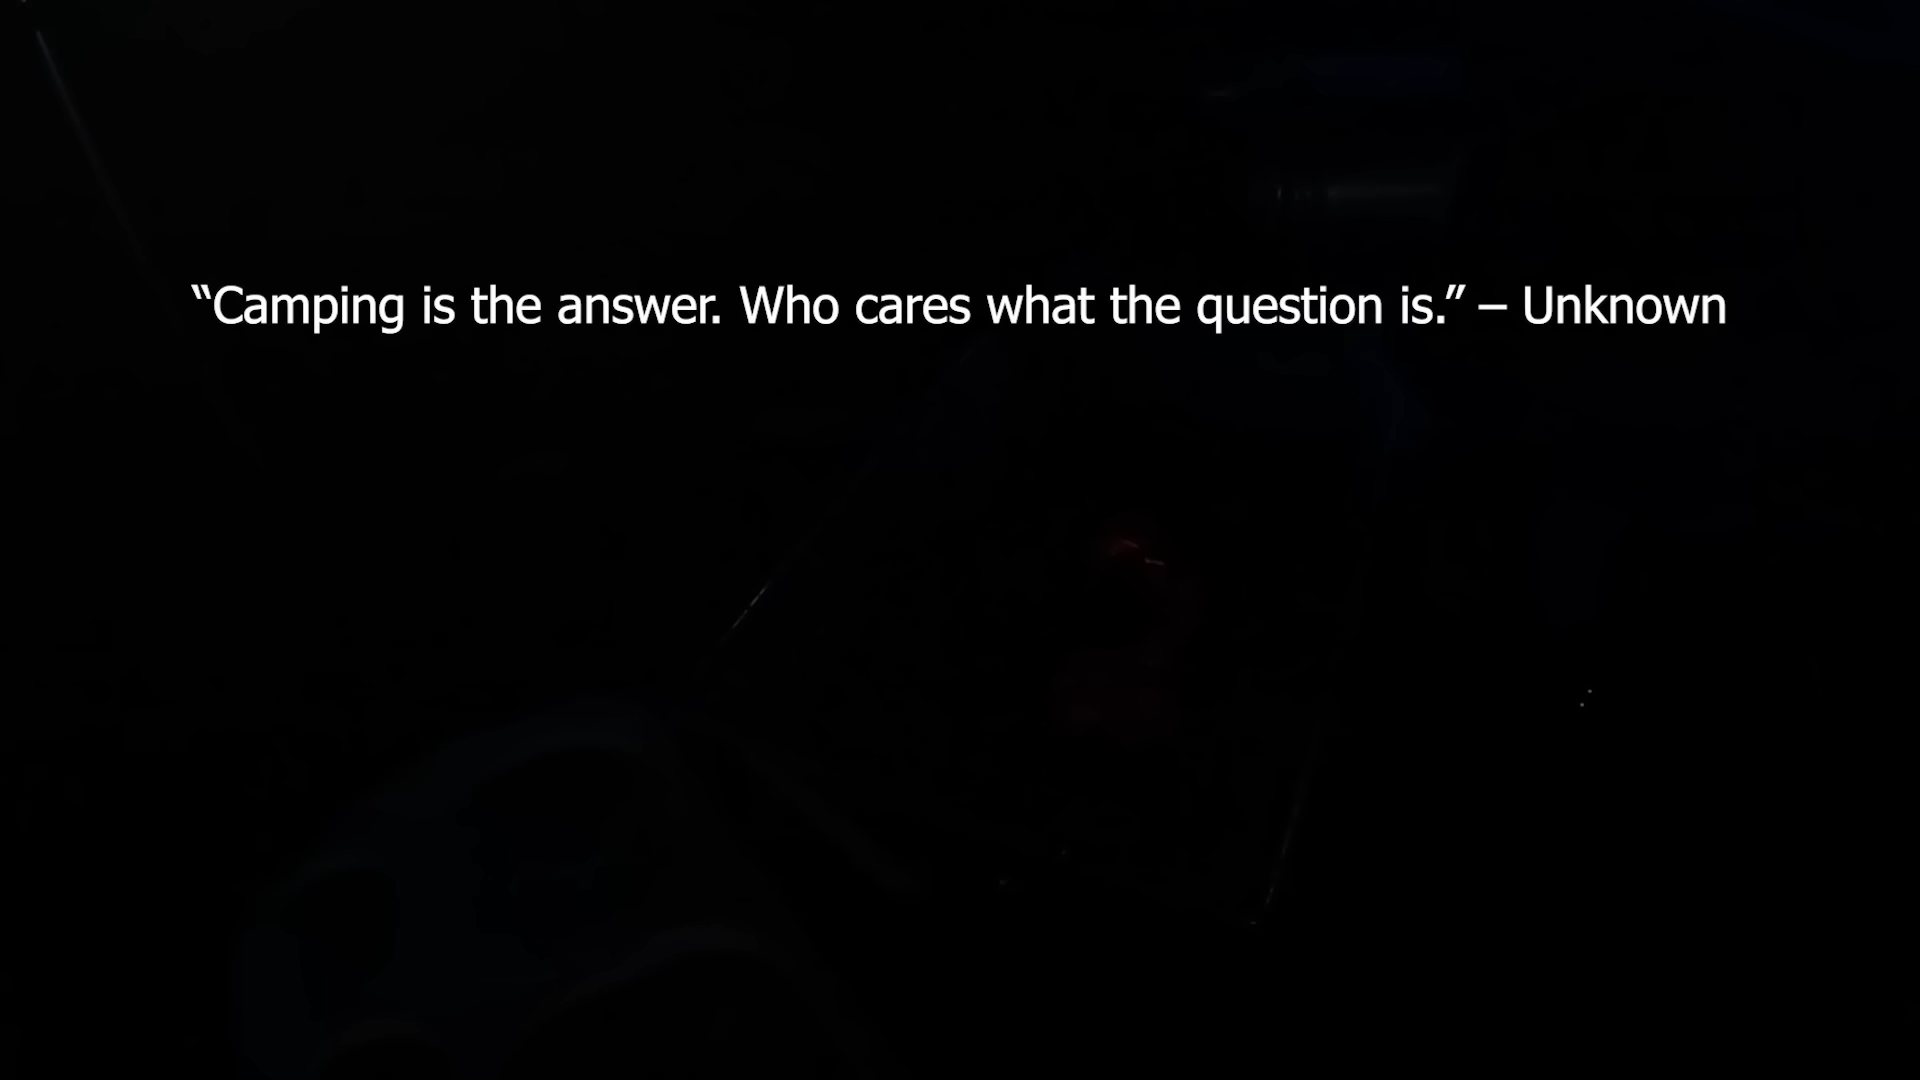 “Camping is the answer. Who cares what the question is.” – Unknown